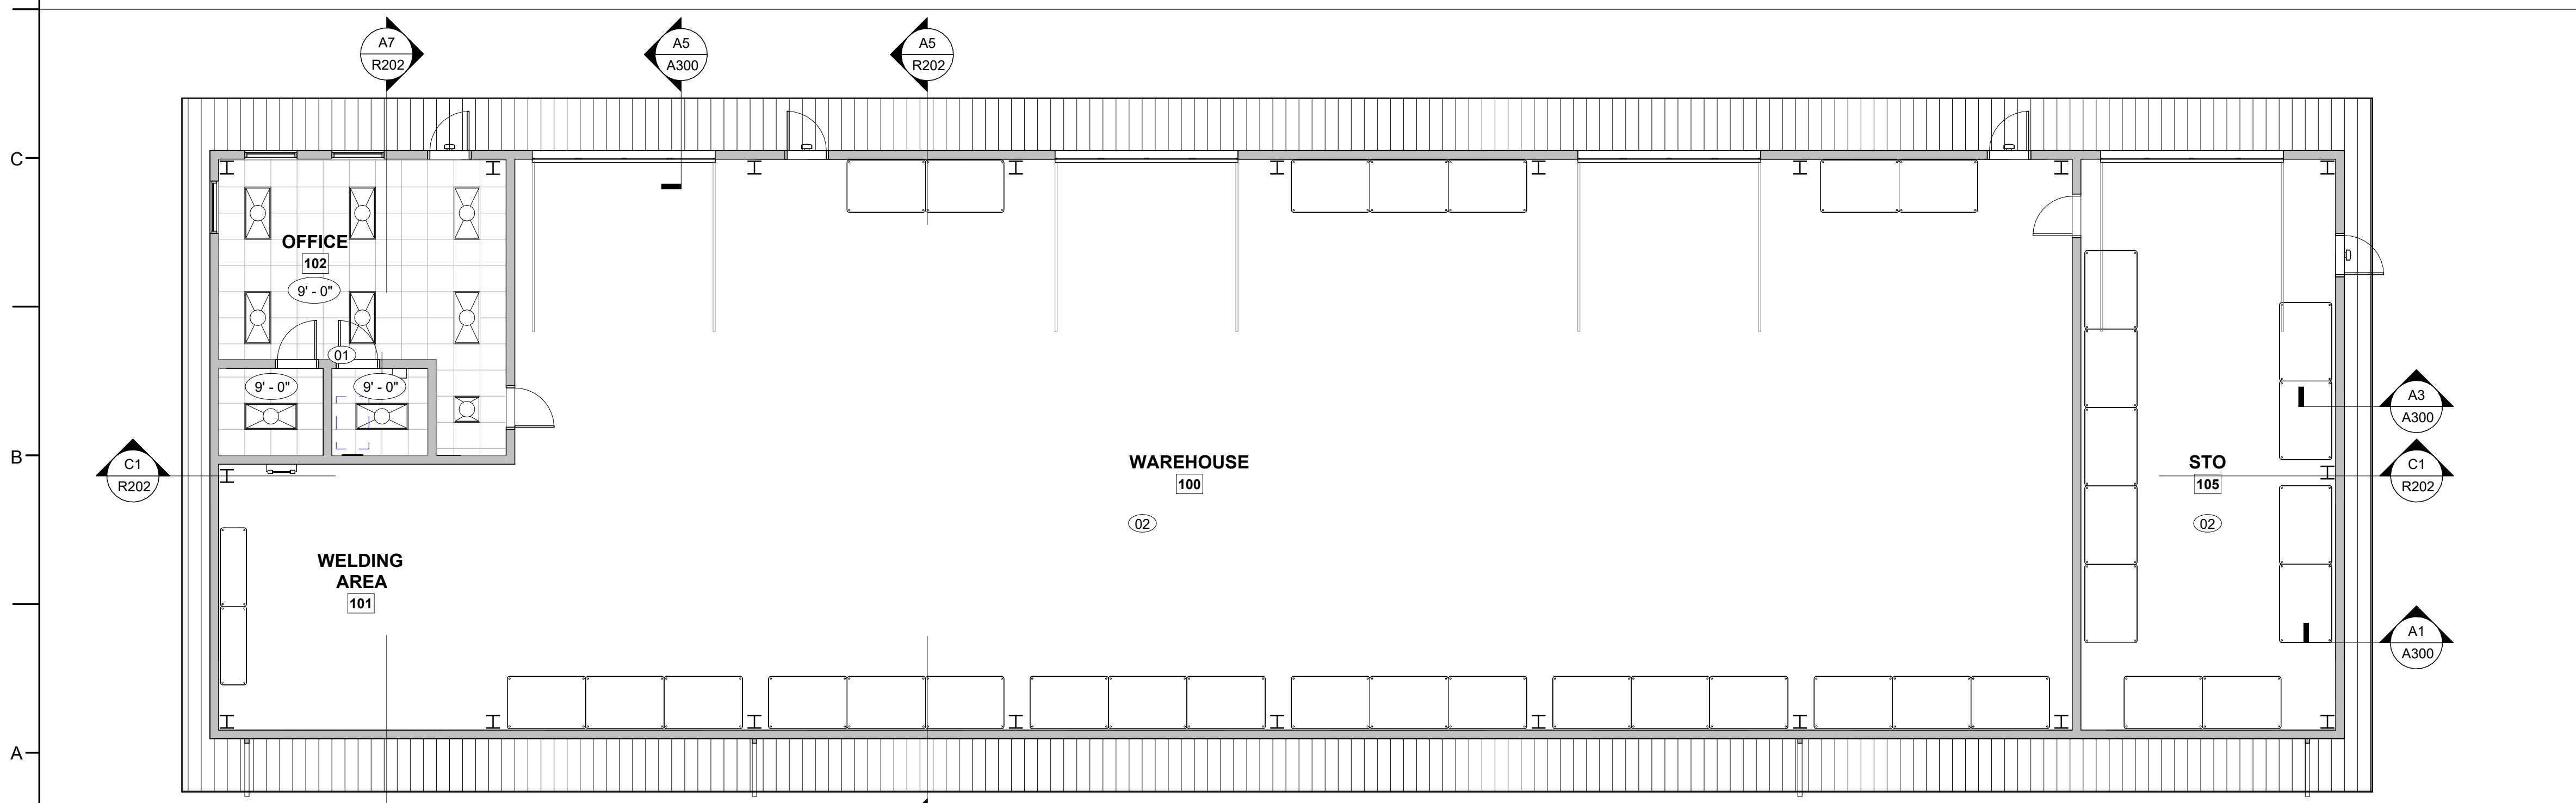 A7
R202
A5
A300
A5
R202
C
OFFICE
102
9' - 0"
01
9' - 0"
9' - 0"
A3
A300
B
C1
R202
WAREHOUSE
100
STO
105
C1
R202
02
02
WELDING
AREA
101
A1
A300
A